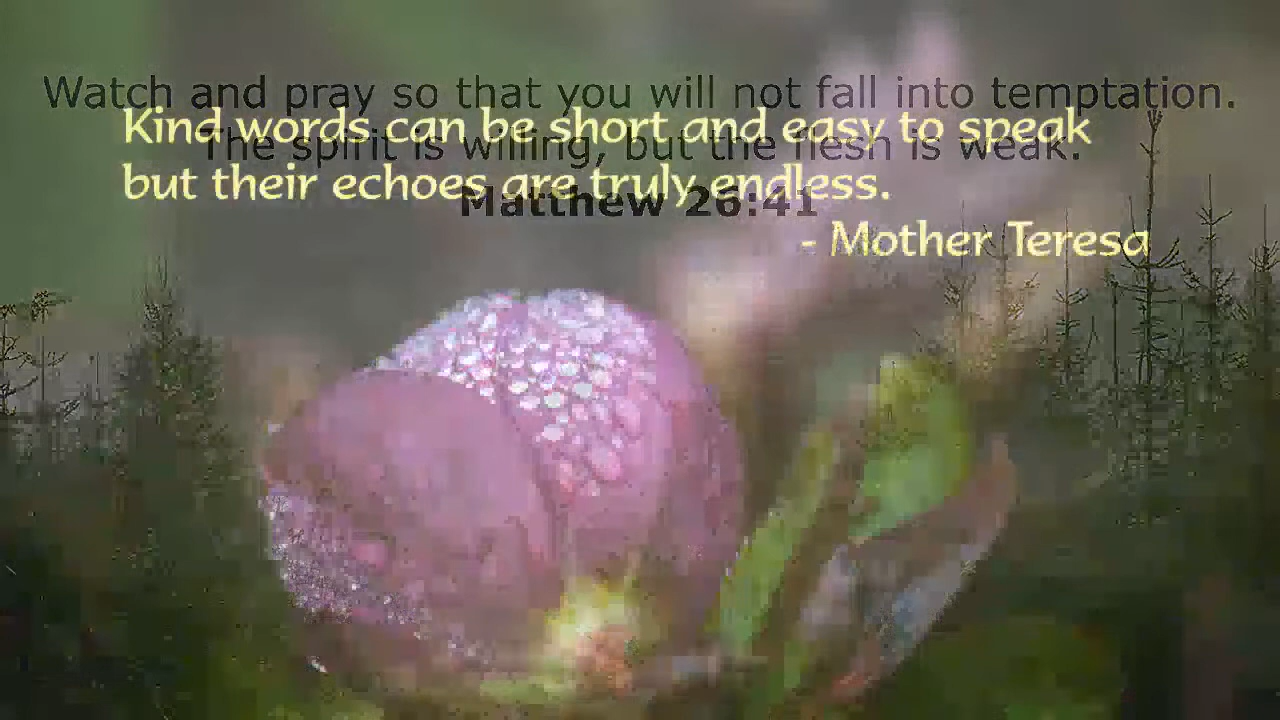 Watch and pray so that you will not fall into temptation.
The spirit is willing, but the flesh is weak.
Matthew 26:41
Kind words can be short and easy to speak
but their echoes are truly endless.
- Mother Teresa